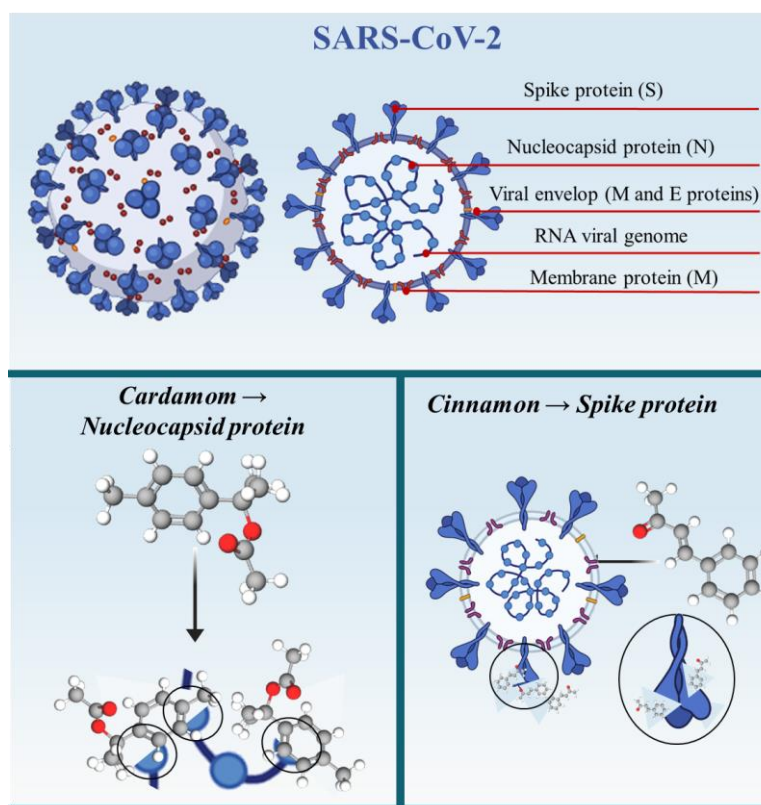 SARS-CoV-2
Spike protein (S)
Nucleocapsid protein (N)
Viral envelop (M and E proteins)
RNA viral genome
Membrane protein (M)
Cardamom →
Nucleocapsid protein
Cinnamon → Spike protein